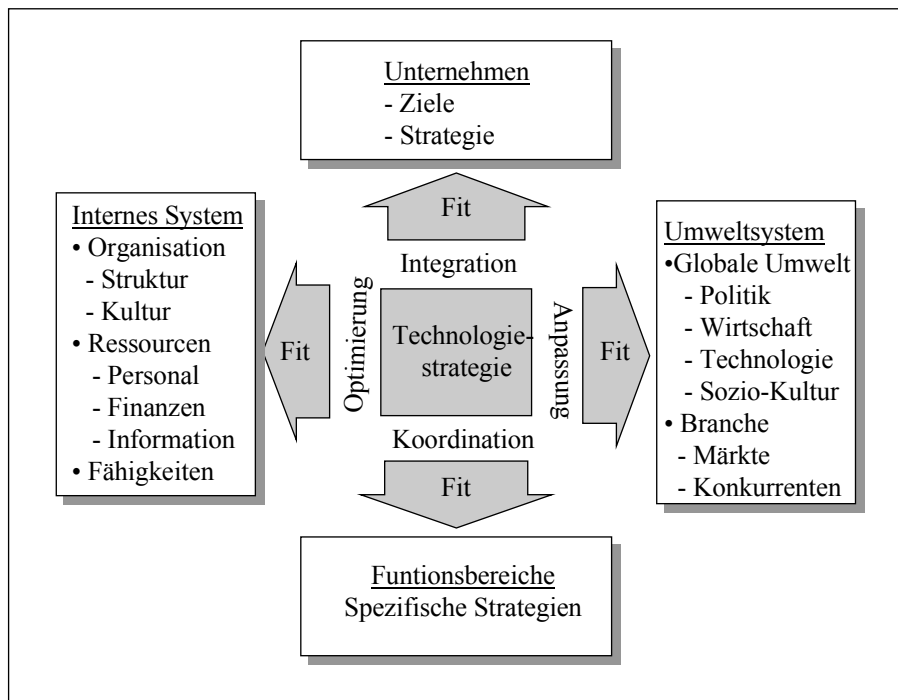 Unternehmen
- Ziele
- Strategie
Fit
Integration
Internes System
• Organisation
- Struktur
- Kultur
• Ressourcen
- Personal
- Finanzen
- Information
• Fähigkeiten
Fit
Optimierung
Technologie-
strategie
Anpassung
Fit
Umweltsystem
•Globale Umwelt
- Politik
- Wirtschaft
- Technologie
- Sozio-Kultur
• Branche
- Märkte
- Konkurrenten
Koordination
Fit
Funtionsbereiche
Spezifische Strategien